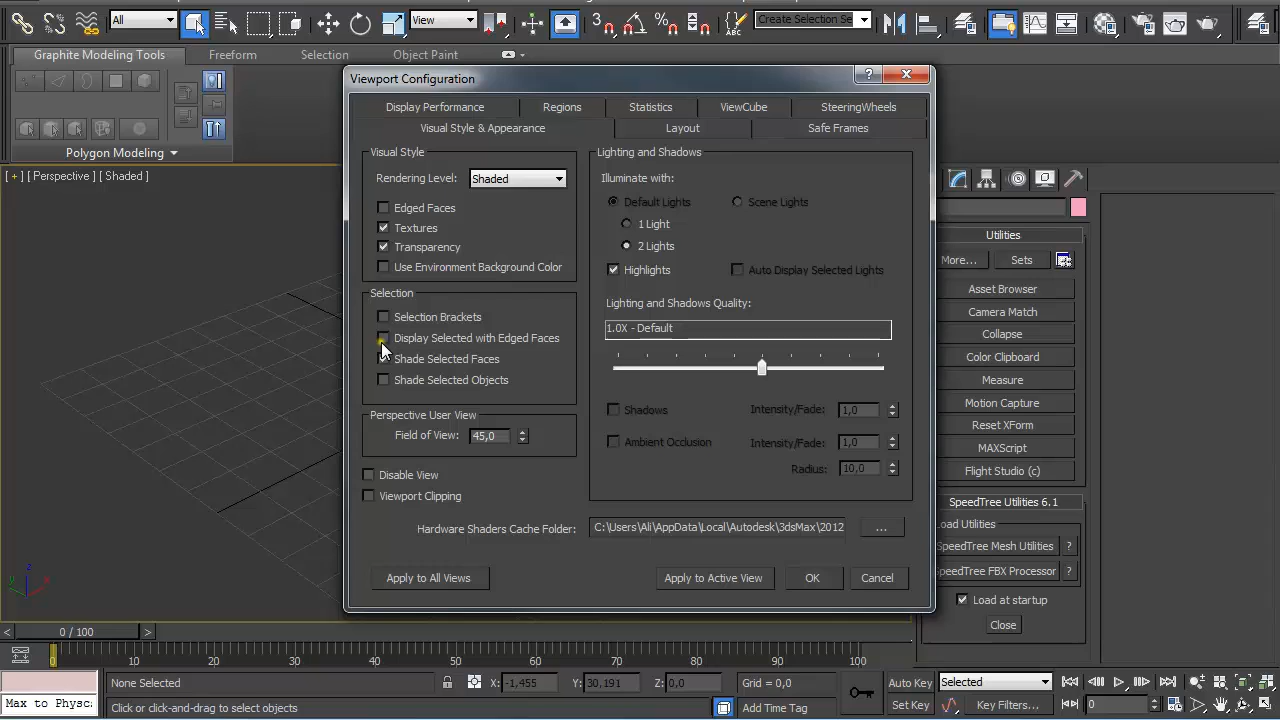 All
View
3
Create Selection Se
Graphite Modeling Tools
Freeform
Selection
Object Paint
Polygon Modeling
[ + ] [ Perspective ] [ Shaded ]
Viewport Configuration
?
Display Performance
Regions
Statistics
ViewCube
SteeringWheels
Visual Style & Appearance
Layout
Safe Frames
Visual Style
Rendering Level:
Shaded
Edged Faces
Textures
Transparency
Use Environment Background Color
Selection
Selection Brackets
Display Selected with Edged Faces
Shade Selected Faces
Shade Selected Objects
Perspective User View
Field of View:
45,0
Disable View
Viewport Clipping
Lighting and Shadows
Illuminate with:
Default Lights
Scene Lights
1 Light
2 Lights
Highlights
Auto Display Selected Lights
Lighting and Shadows Quality:
1.0X - Default
Shadows
Intensity/Fade:
1,0
Ambient Occlusion
Intensity/Fade:
1,0
Radius:
10,0
Hardware Shaders Cache Folder:
C:\Users\Ali\AppData\Local\Autodesk\3dsMax\2012
...
Apply to All Views
Apply to Active View
OK
Cancel
Utilities
More...
Sets
Asset Browser
Camera Match
Collapse
Color Clipboard
Measure
Motion Capture
Reset XForm
MAXScript
Flight Studio (c)
SpeedTree Utilities 6.1
Load Utilities
SpeedTree Mesh Utilities
?
SpeedTree FBX Processor
?
Load at startup
Close
z
y
x
<
0 / 100
>
0
10
20
30
40
50
60
70
80
90
100
Max to Physc
None Selected
X:
-1,455
Y:
30,191
Z:
0,0
Grid = 0,0
Click or click-and-drag to select objects
Add Time Tag
Auto Key
Selected
Set Key
Key Filters...
0